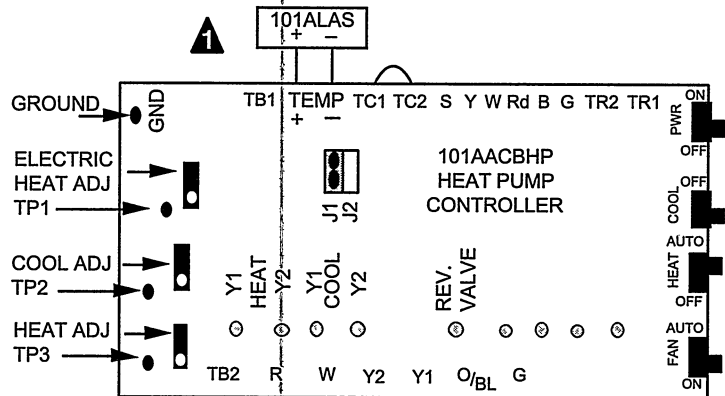 1
101ALAS
+ −
GROUND
GND
TB1 TEMP TC1 TC2 S Y W Rd B G TR2 TR1
+ −
ON
PWR
OFF
ELECTRIC
HEAT ADJ
TP1
J1
J2
101AACBHP
HEAT PUMP
CONTROLLER
OFF
COOL
AUTO
COOL ADJ
TP2
Y1
HEAT
Y2
Y1
COOL
Y2
REV.
VALVE
HEAT
OFF
HEAT ADJ
TP3
AUTO
FAN
ON
TB2 R W Y2 Y1 O/BL G